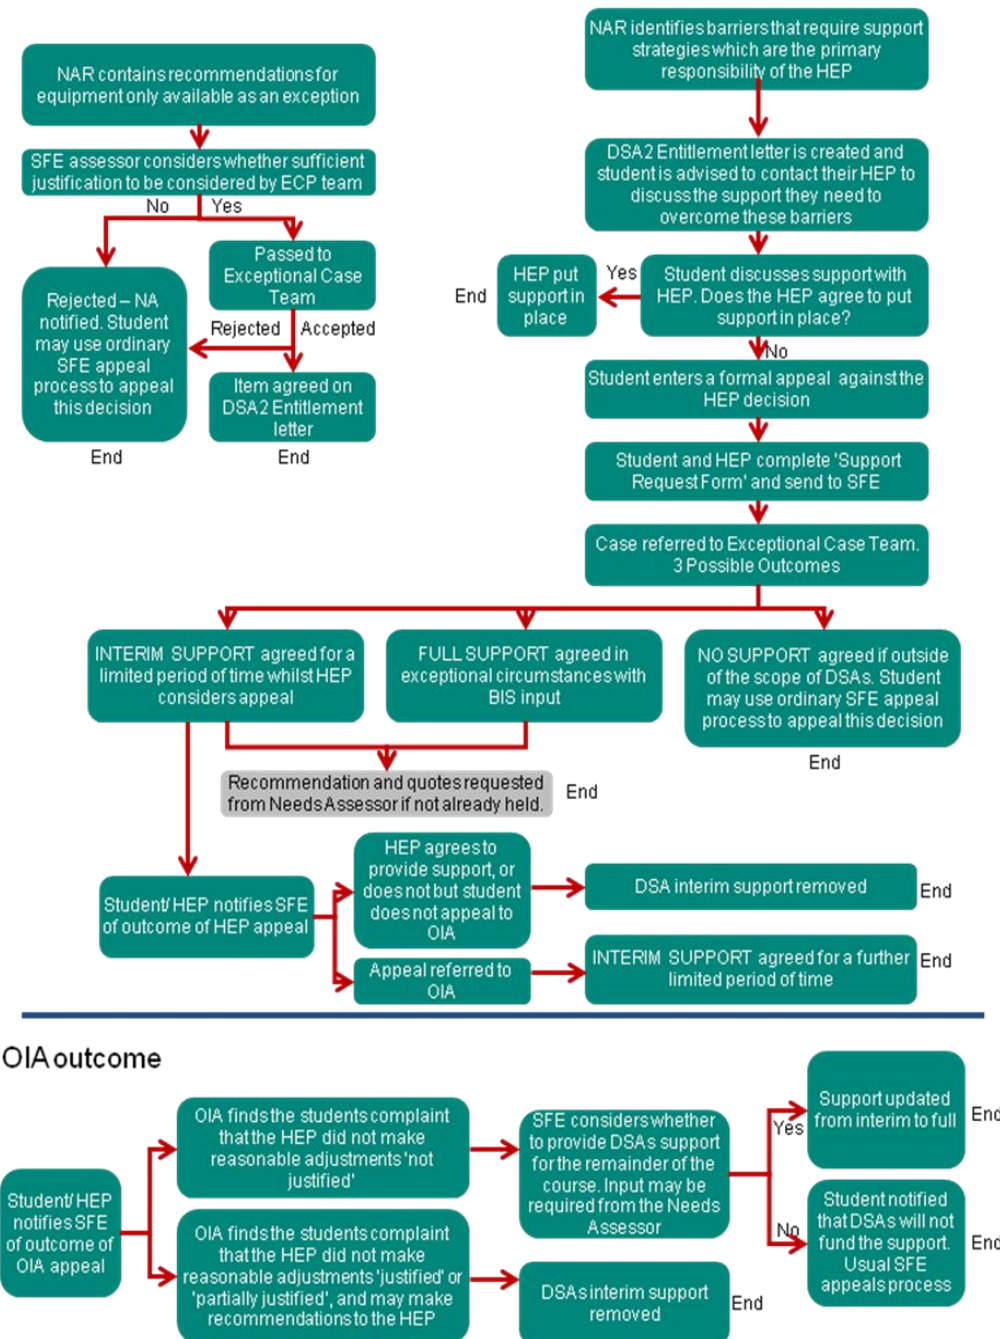 NAR contains recommendations for
equipment only available as an exception
SFE assessor considers whether sufficient
justification to be considered by ECP team
No
Yes
Passed to
Exceptional Case
Team
Rejected – NA
notified. Student
may use ordinary
SFE appeal
process to appeal
this decision
Rejected
Accepted
Item agreed on
DSA2 Entitlement
letter
End
End
NAR identifies barriers that require support
strategies which are the primary
responsibility of the HEP
DSA2 Entitlement letter is created and
student is advised to contact their HEP to
discuss the support they need to
overcome these barriers
Student discusses support with
HEP. Does the HEP agree to put
support in place?
Yes
HEP put
support in
place
End
No
Student enters a formal appeal against the
HEP decision
Student and HEP complete 'Support
Request Form' and send to SFE
Case referred to Exceptional Case Team.
3 Possible Outcomes
INTERIM SUPPORT agreed for a
limited period of time whilst HEP
considers appeal
FULL SUPPORT agreed in
exceptional circumstances with
BIS input
NO SUPPORT agreed if outside
of the scope of DSAs. Student
may use ordinary SFE appeal
process to appeal this decision
End
Recommendation and quotes requested
from Needs Assessor if not already held.
End
Student/ HEP notifies SFE
of outcome of HEP appeal
HEP agrees to
provide support, or
does not but student
does not appeal to
OIA
DSA interim support removed
End
Appeal referred to
OIA
INTERIM SUPPORT agreed for a further
limited period of time
End
OIA outcome
Student/ HEP
notifies SFE
of outcome of
OIA appeal
OIA finds the students complaint
that the HEP did not make
reasonable adjustments 'not
justified'
SFE considers whether
to provide DSAs support
for the remainder of the
course. Input may be
required from the Needs
Assessor
Yes
Support updated
from interim to full
End
No
Student notified
that DSAs will not
fund the support.
Usual SFE
appeals process
End
OIA finds the students complaint
that the HEP did not make
reasonable adjustments 'justified' or
'partially justified', and may make
recommendations to the HEP
DSAs interim support
removed
End